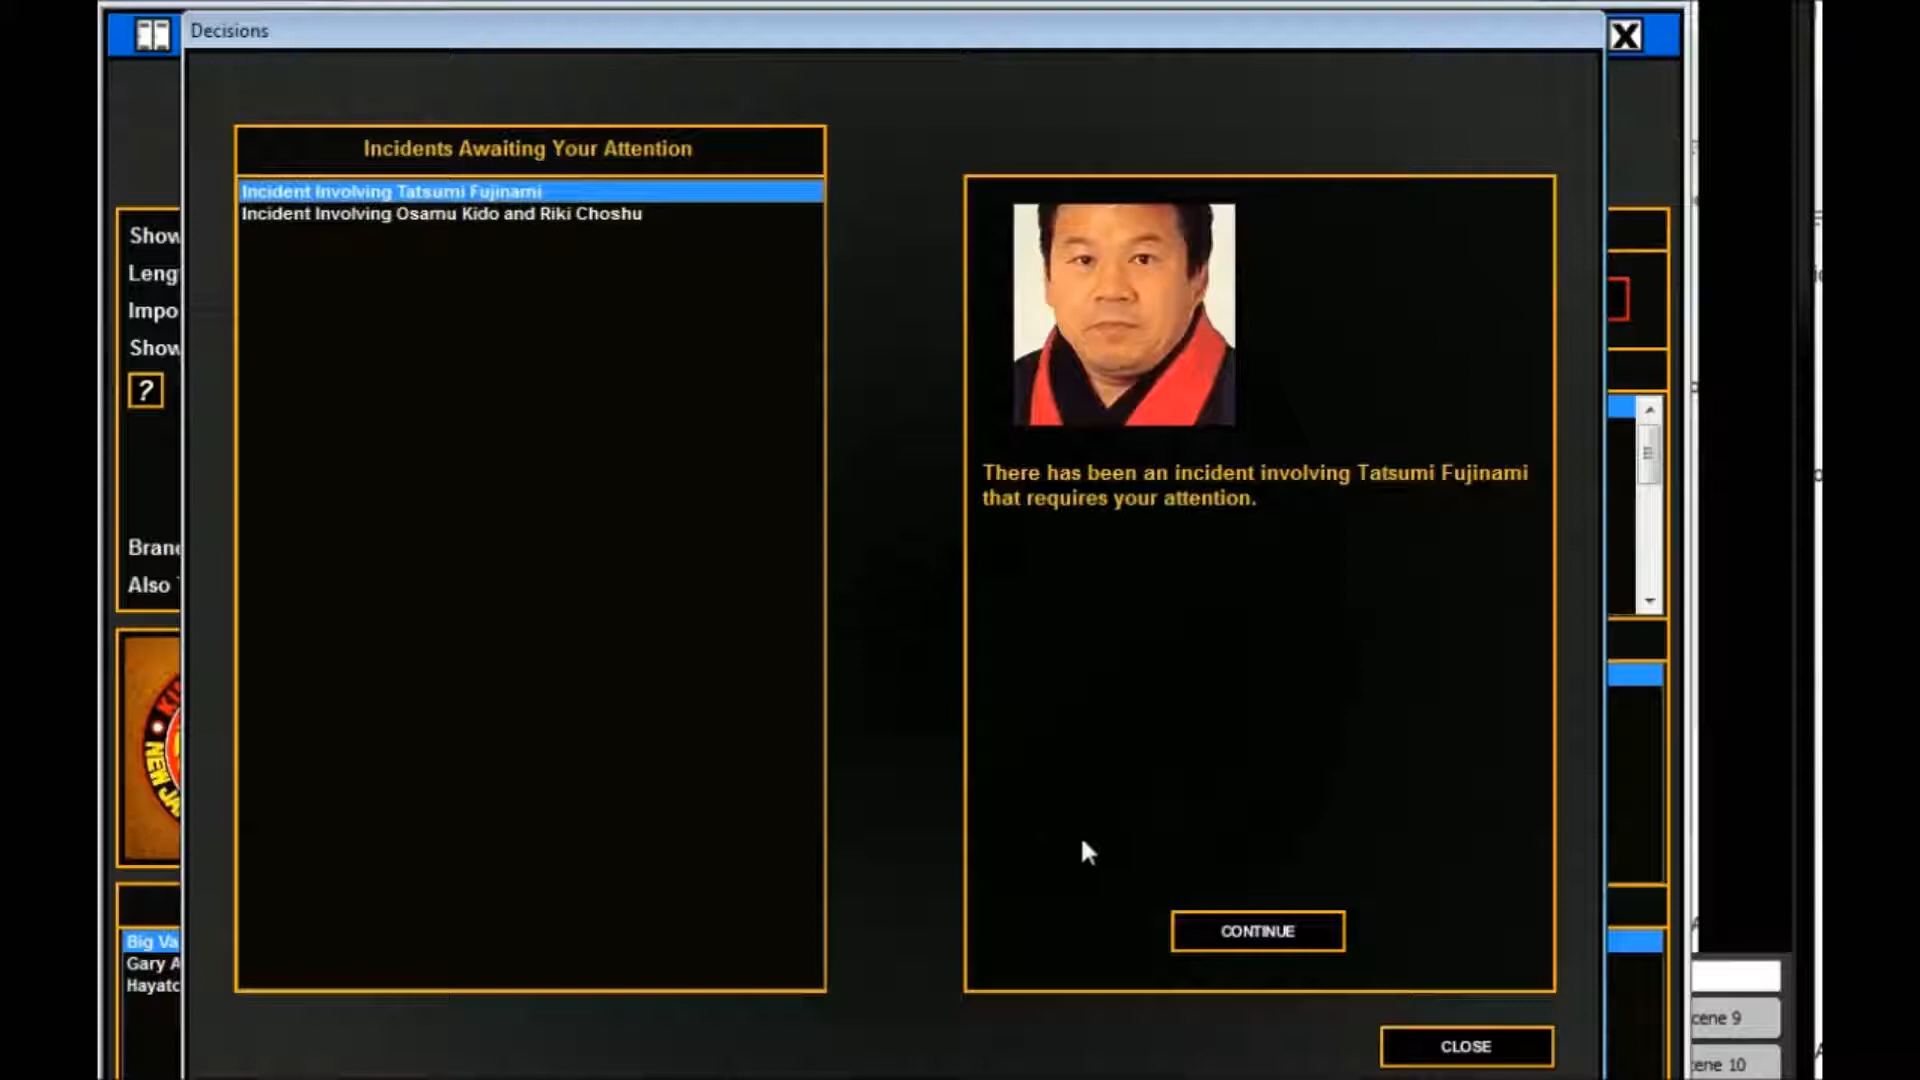 Decisions
X
Incidents Awaiting Your Attention
Incident Involving Tatsumi Fujinami
Incident Involving Osamu Kido and Riki Choshu
Show
Leng
Impo
Show
?
There has been an incident involving Tatsumi Fujinami
that requires your attention.
Brand
Also
NEW JA
Big Va
Gary A
Hayato
CONTINUE
CLOSE
cene 9
ene 10